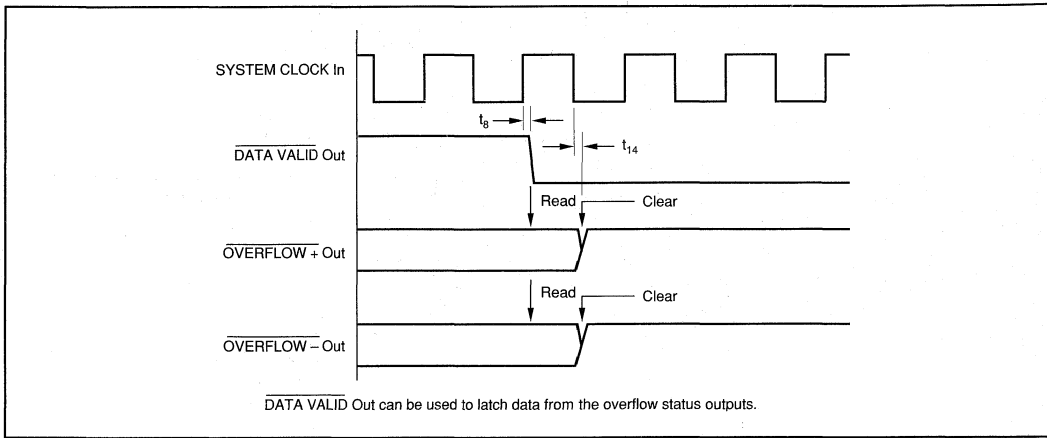 SYSTEM CLOCK In
t8
DATA VALID Out
t14
Read
Clear
OVERFLOW + Out
Read
Clear
OVERFLOW – Out
DATA VALID Out can be used to latch data from the overflow status outputs.